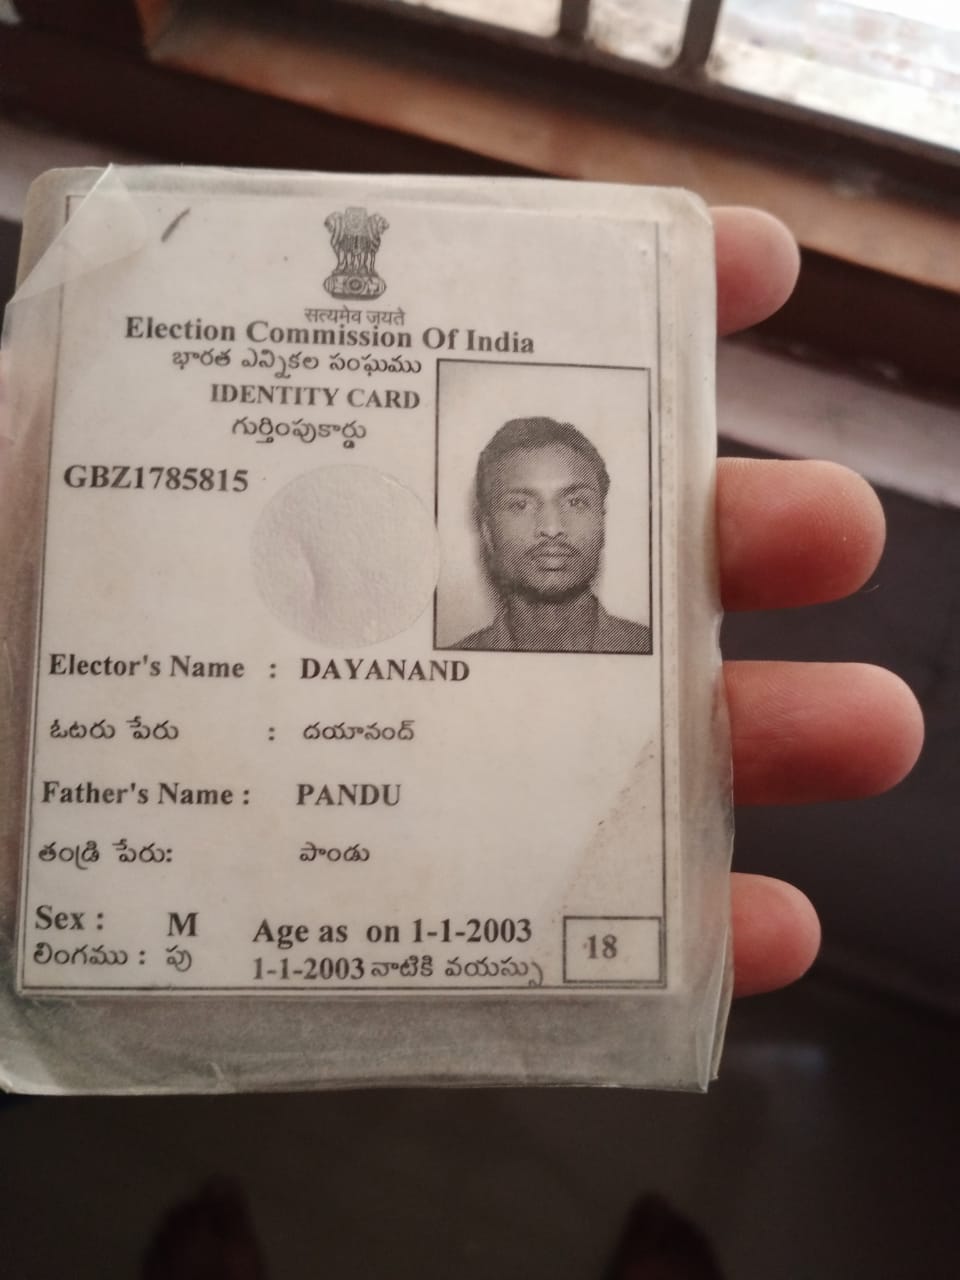 सत्यमेव जयते
Election Commission Of India
భారత ఎన్నికల సంఘము
IDENTITY CARD
గుర్తింపుకార్డు
GBZ1785815
Elector's Name : DAYANAND
ఓటరు పేరు : దయానంద్
Father's Name : PANDU
తండ్రి పేరు: పాండు
Sex : M Age as on 1-1-2003 18
లింగము : పు 1-1-2003 నాటికి వయస్సు